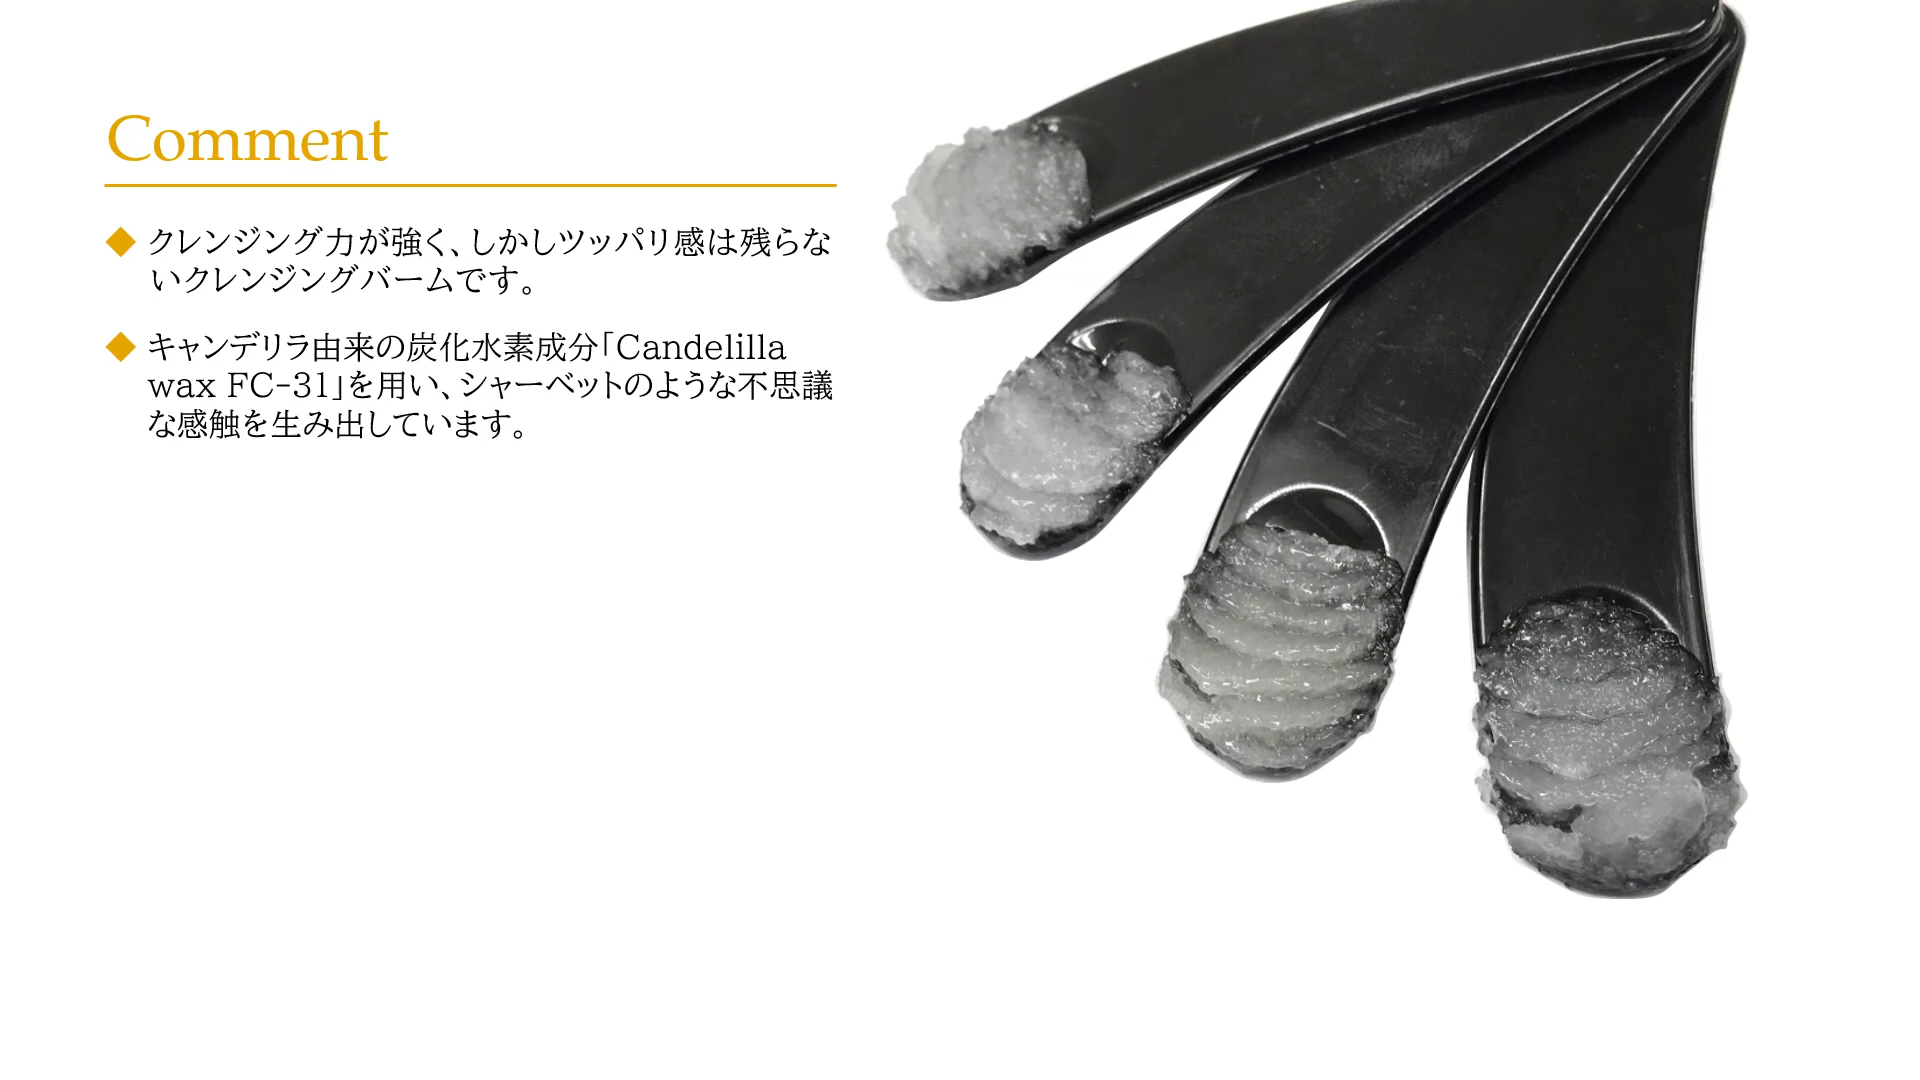 Comment
◆ クレンジング力が強く、しかしツッパリ感は残らな
いクレンジングバームです。
◆ キャンデリラ由来の炭化水素成分「Candelilla
wax FC-31」を用い、シャーベットのような不思議
な感触を生み出しています。